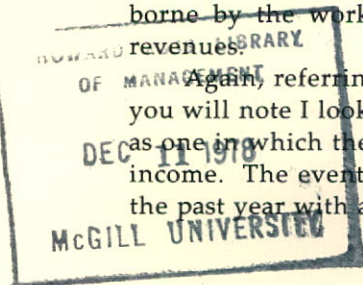 borne by the work
revenues.
HOWARD ROSS LIBRARY
OF MANAGEMENT
Again, referrin
you will note I look
as one in which the
DEC 11 1978
income. The event
the past year with a
McGILL UNIVERSITY